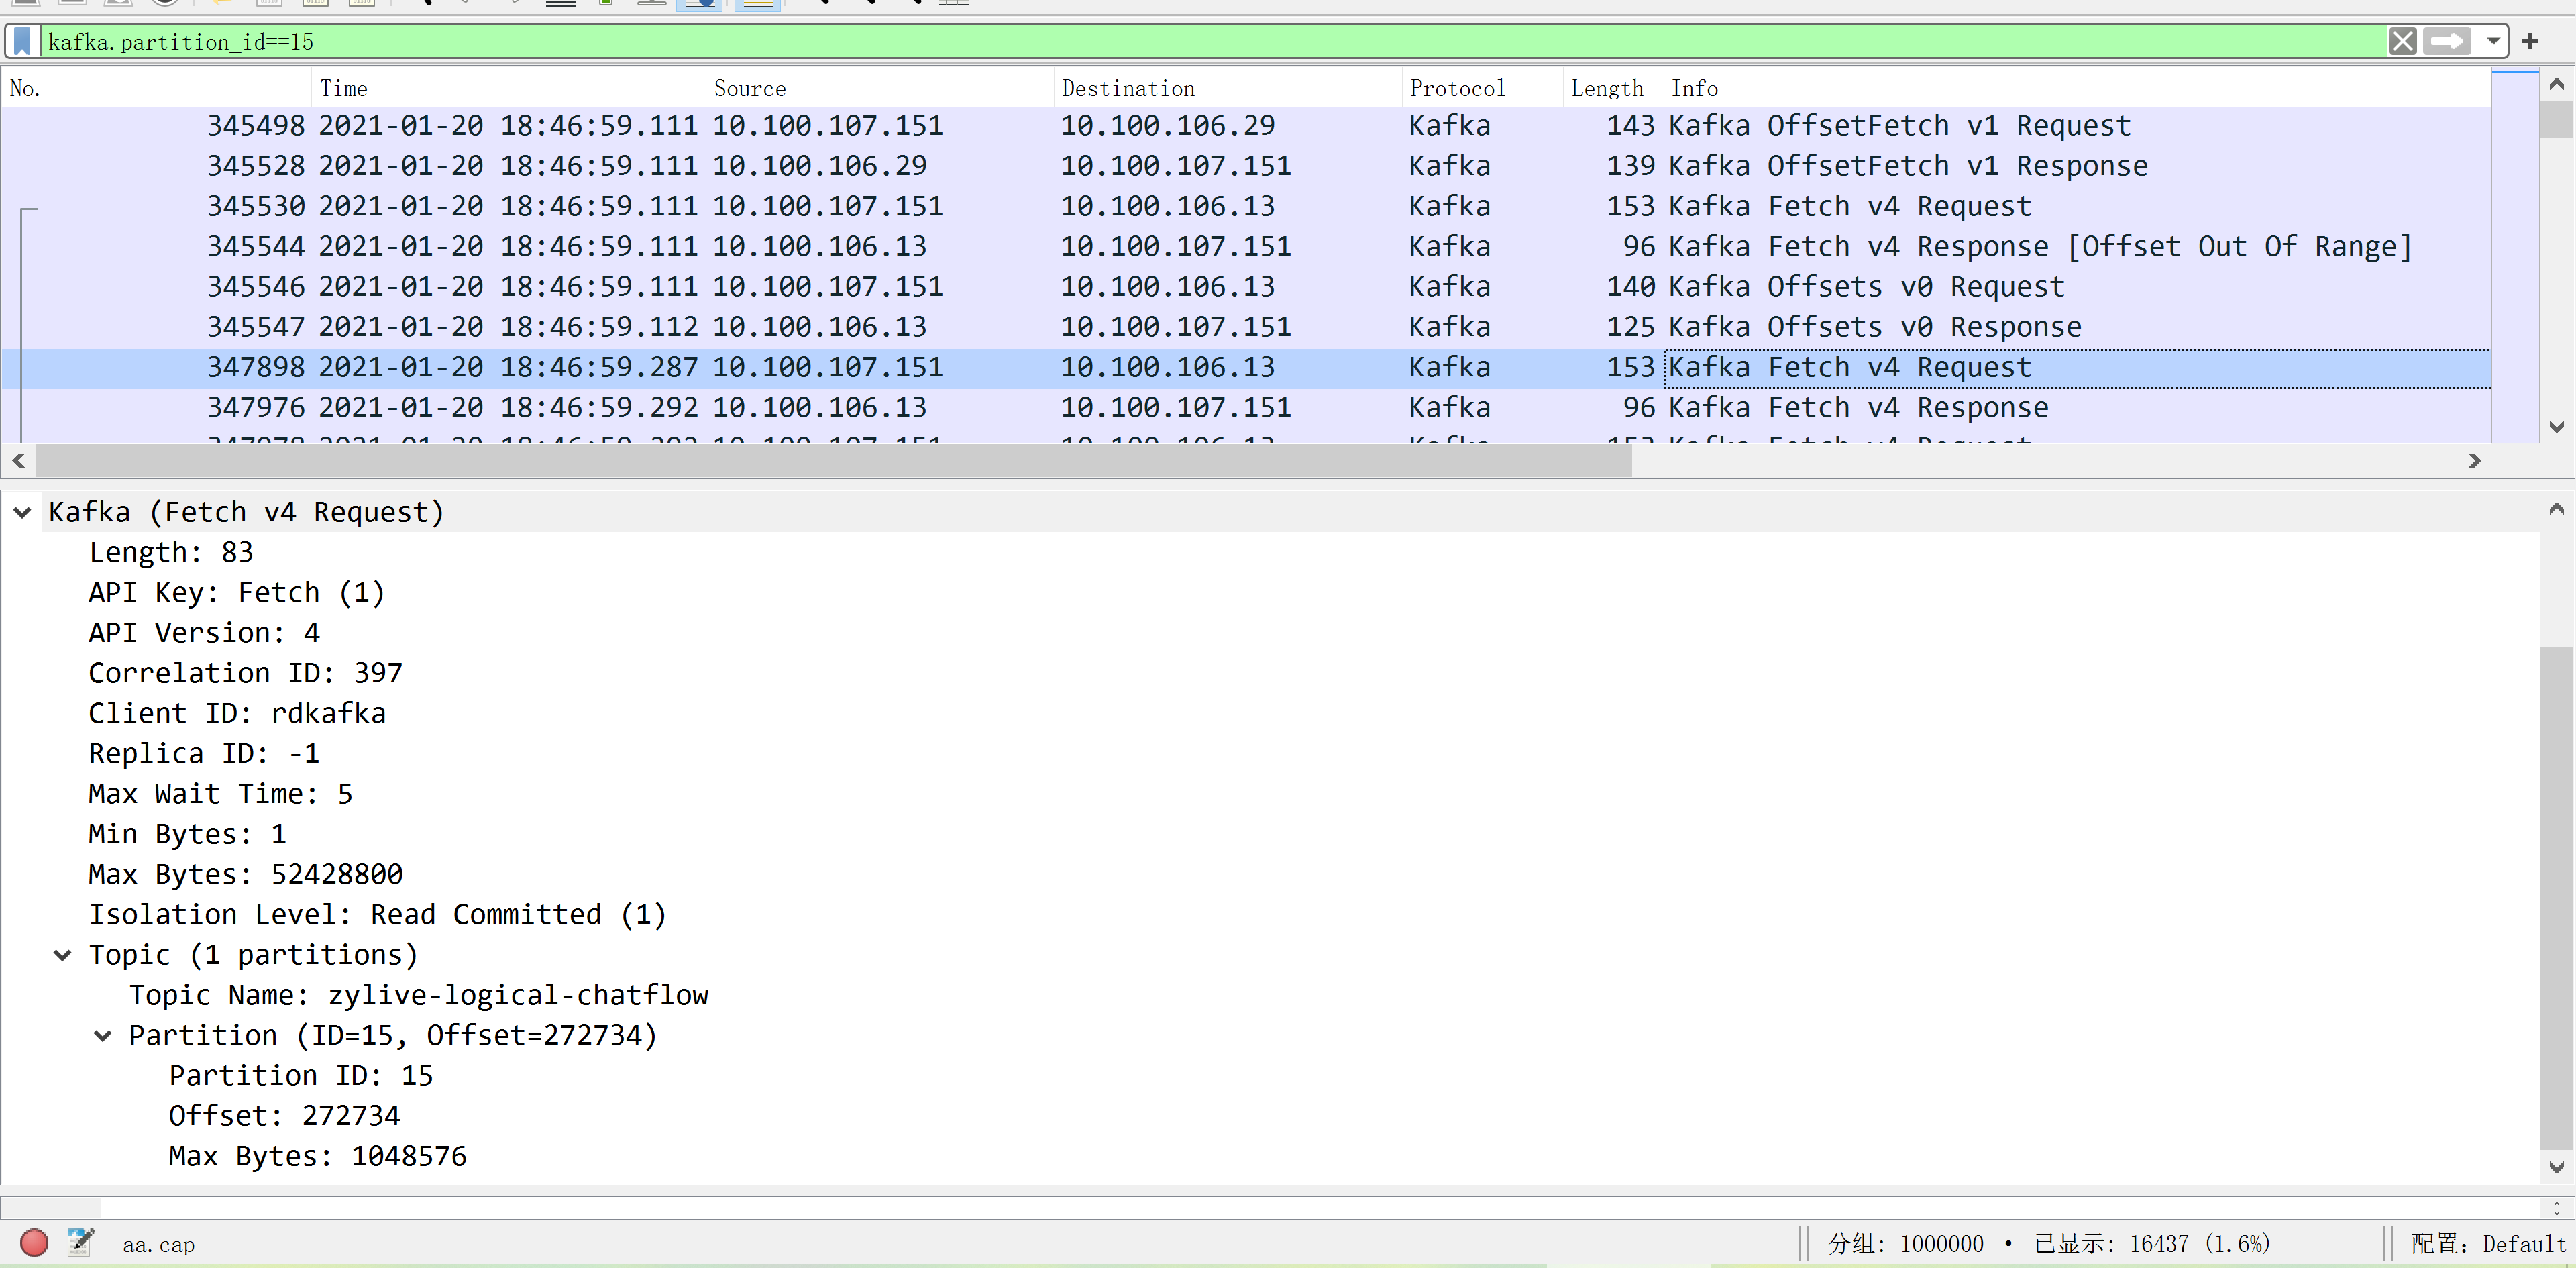 kafka.partition_id==15
No. Time Source Destination Protocol Length Info
345498 2021-01-20 18:46:59.111 10.100.107.151 10.100.106.29 Kafka 143 Kafka OffsetFetch v1 Request
345528 2021-01-20 18:46:59.111 10.100.106.29 10.100.107.151 Kafka 139 Kafka OffsetFetch v1 Response
345530 2021-01-20 18:46:59.111 10.100.107.151 10.100.106.13 Kafka 153 Kafka Fetch v4 Request
345544 2021-01-20 18:46:59.111 10.100.106.13 10.100.107.151 Kafka 96 Kafka Fetch v4 Response [Offset Out Of Range]
345546 2021-01-20 18:46:59.111 10.100.107.151 10.100.106.13 Kafka 140 Kafka Offsets v0 Request
345547 2021-01-20 18:46:59.112 10.100.106.13 10.100.107.151 Kafka 125 Kafka Offsets v0 Response
347898 2021-01-20 18:46:59.287 10.100.107.151 10.100.106.13 Kafka 153 Kafka Fetch v4 Request
347976 2021-01-20 18:46:59.292 10.100.106.13 10.100.107.151 Kafka 96 Kafka Fetch v4 Response
Kafka (Fetch v4 Request)
Length: 83
API Key: Fetch (1)
API Version: 4
Correlation ID: 397
Client ID: rdkafka
Replica ID: -1
Max Wait Time: 5
Min Bytes: 1
Max Bytes: 52428800
Isolation Level: Read Committed (1)
Topic (1 partitions)
Topic Name: zylive-logical-chatflow
Partition (ID=15, Offset=272734)
Partition ID: 15
Offset: 272734
Max Bytes: 1048576
aa.cap 分组: 1000000 · 已显示: 16437 (1.6%) 配置: Default